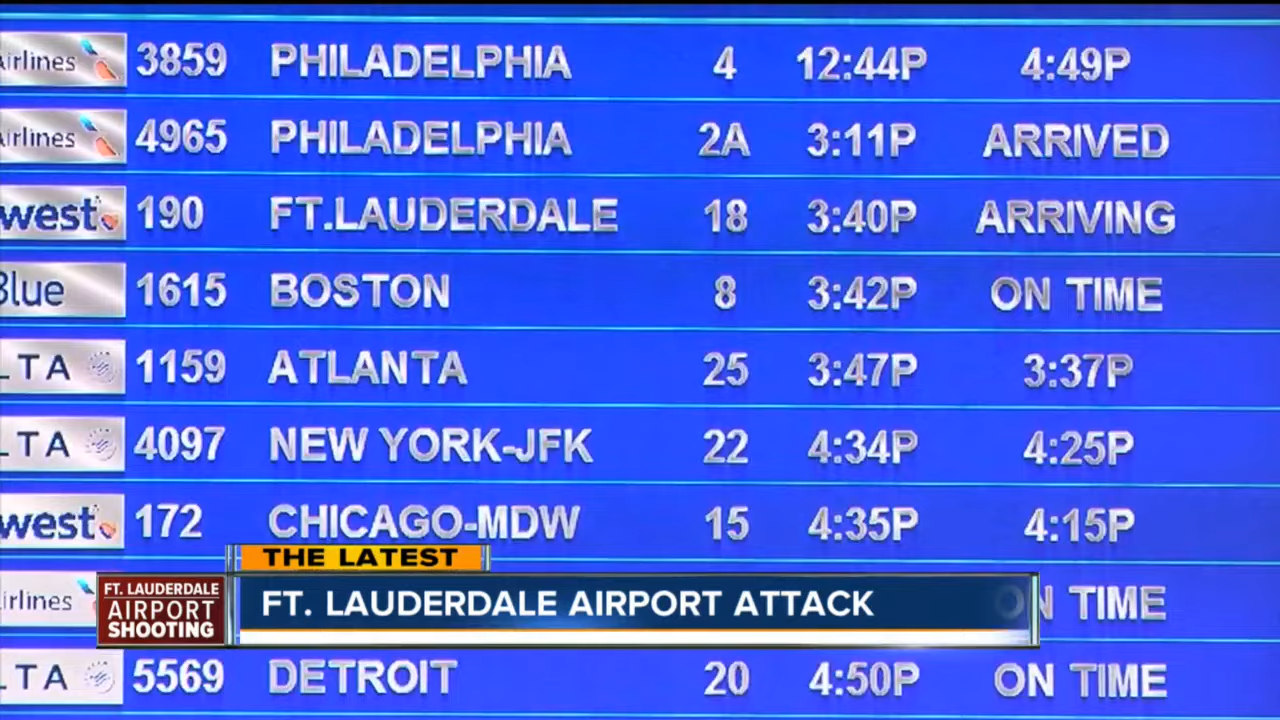 Airlines 3859 PHILADELPHIA 4 12:44P 4:49P
Airlines 4965 PHILADELPHIA 2A 3:11P ARRIVED
west 190 FT.LAUDERDALE 18 3:40P ARRIVING
Blue 1615 BOSTON 8 3:42P ON TIME
LTA 1159 ATLANTA 25 3:47P 3:37P
LTA 4097 NEW YORK-JFK 22 4:34P 4:25P
west 172 CHICAGO-MDW 15 4:35P 4:15P
THE LATEST
irlines ON TIME
FT. LAUDERDALE AIRPORT SHOOTING
FT. LAUDERDALE AIRPORT ATTACK
LTA 5569 DETROIT 20 4:50P ON TIME